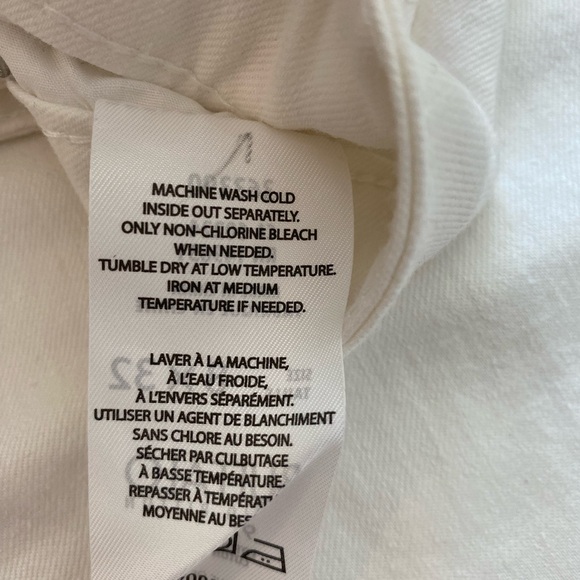 MACHINE WASH COLD
INSIDE OUT SEPARATELY.
ONLY NON-CHLORINE BLEACH
WHEN NEEDED.
TUMBLE DRY AT LOW TEMPERATURE.
IRON AT MEDIUM
TEMPERATURE IF NEEDED.
LAVER À LA MACHINE,
À L'EAU FROIDE,
À L'ENVERS SÉPARÉMENT.
UTILISER UN AGENT DE BLANCHIMENT
SANS CHLORE AU BESOIN.
SÉCHER PAR CULBUTAGE
À BASSE TEMPÉRATURE.
REPASSER À TEMPÉRAT
MOYENNE AU BES